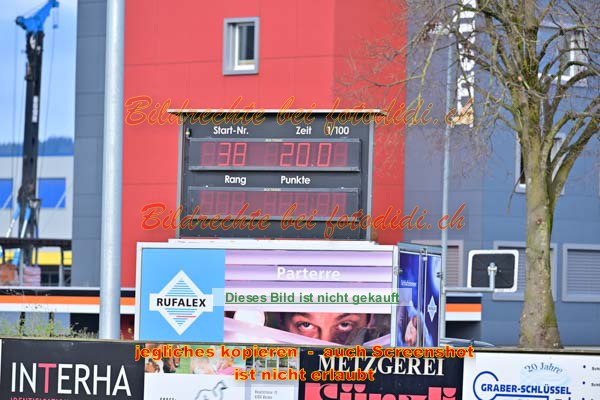 Bildrechte bei fotodidi.ch
Start-Nr. Zeit 1/100
38 20.0
Rang Punkte
Bildrechte bei fotodidi.ch
Parterre
RUFALEX
Dieses Bild ist nicht gekauft
jegliches kopieren - auch Screenshot
ist nicht erlaubt
INTERHA
METZGEREI
20 Jahre
GRABER-SCHLÜSSEL